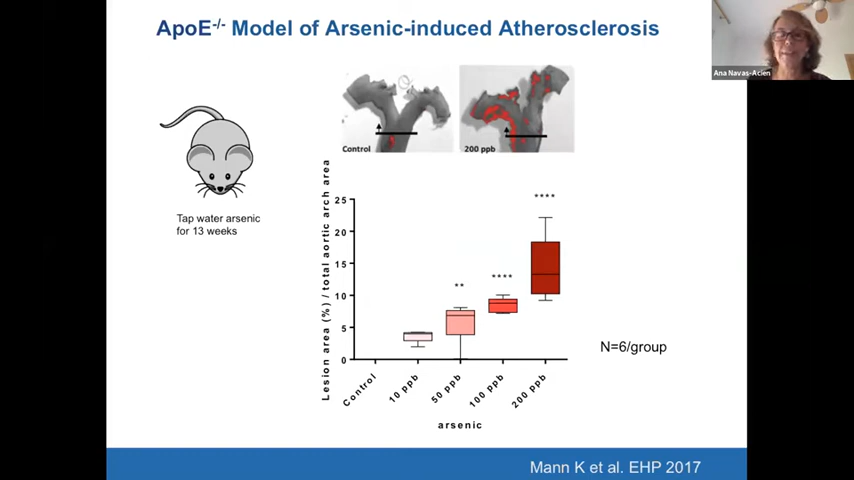 ApoE-/- Model of Arsenic-induced Atherosclerosis
Ana Navas-Acien
Control
200 ppb
Tap water arsenic
for 13 weeks
Lesion area (%) / total aortic arch area
25
20
15
10
5
0
****
****
**
Control
10 ppb
50 ppb
100 ppb
200 ppb
arsenic
N=6/group
Mann K et al. EHP 2017